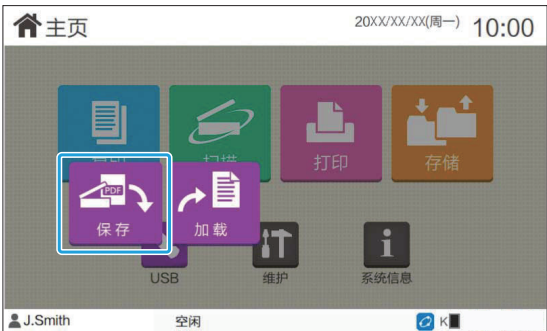 主页
20XX/XX/XX(周一) 10:00
打印
存储
PDF
保存
加载
USB
维护
系统信息
J.Smith
空闲
K